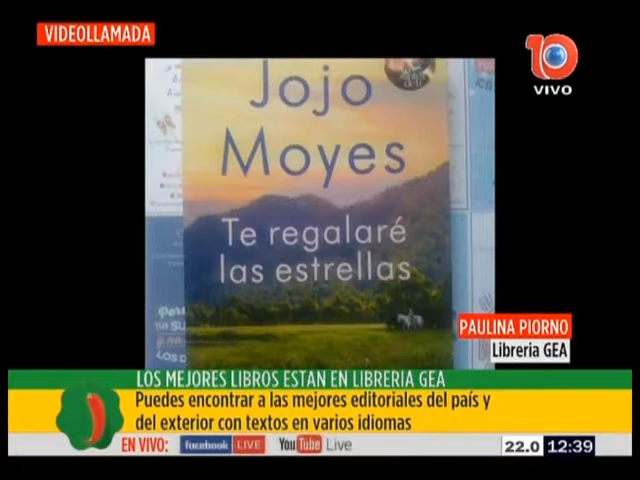 VIDEOLLAMADA
10
VIVO
Jojo
Moyes
Te regalaré
las estrellas
PAULINA PIORNO
Libreria GEA
LOS MEJORES LIBROS ESTAN EN LIBRERIA GEA
Puedes encontrar a las mejores editoriales del país y
del exterior con textos en varios idiomas
EN VIVO: facebook LIVE YouTube Live
22.0 12:39